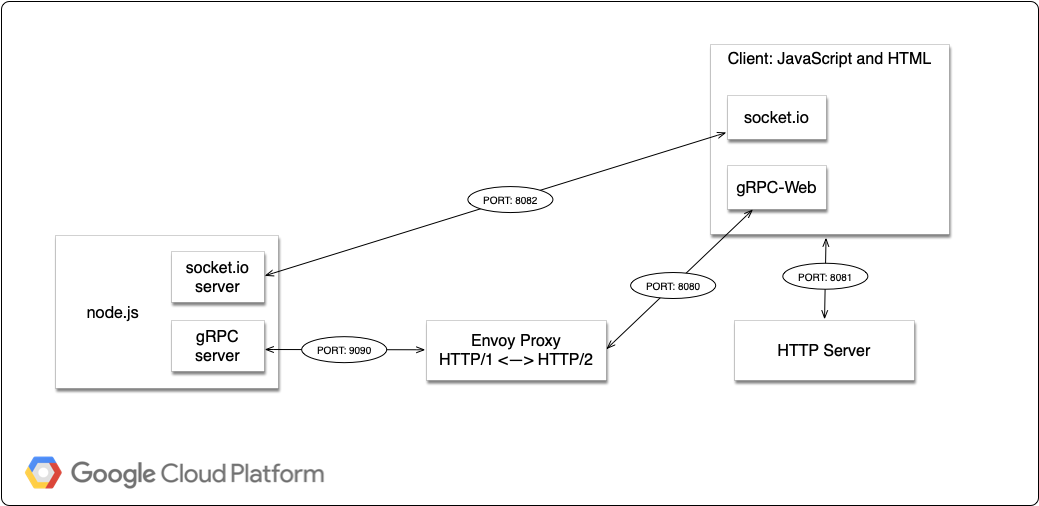 Client: JavaScript and HTML
socket.io
gRPC-Web
PORT: 8082
socket.io
server
node.js
gRPC
server
PORT: 9090
Envoy Proxy
HTTP/1 <—> HTTP/2
PORT: 8080
PORT: 8081
HTTP Server
Google Cloud Platform